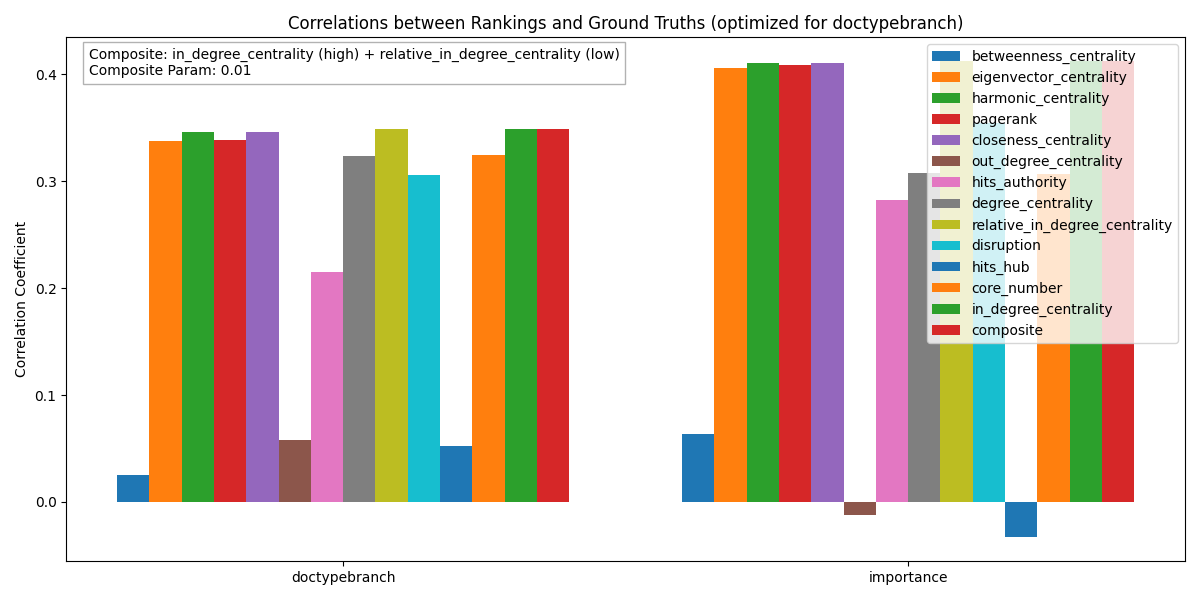 Correlations between Rankings and Ground Truths (optimized for doctypebranch)
Composite: in_degree_centrality (high) + relative_in_degree_centrality (low)
Composite Param: 0.01
betweenness_centrality
eigenvector_centrality
harmonic_centrality
pagerank
closeness_centrality
out_degree_centrality
hits_authority
degree_centrality
relative_in_degree_centrality
disruption
hits_hub
core_number
in_degree_centrality
composite
Correlation Coefficient
0.4
0.3
0.2
0.1
0.0
doctypebranch
importance